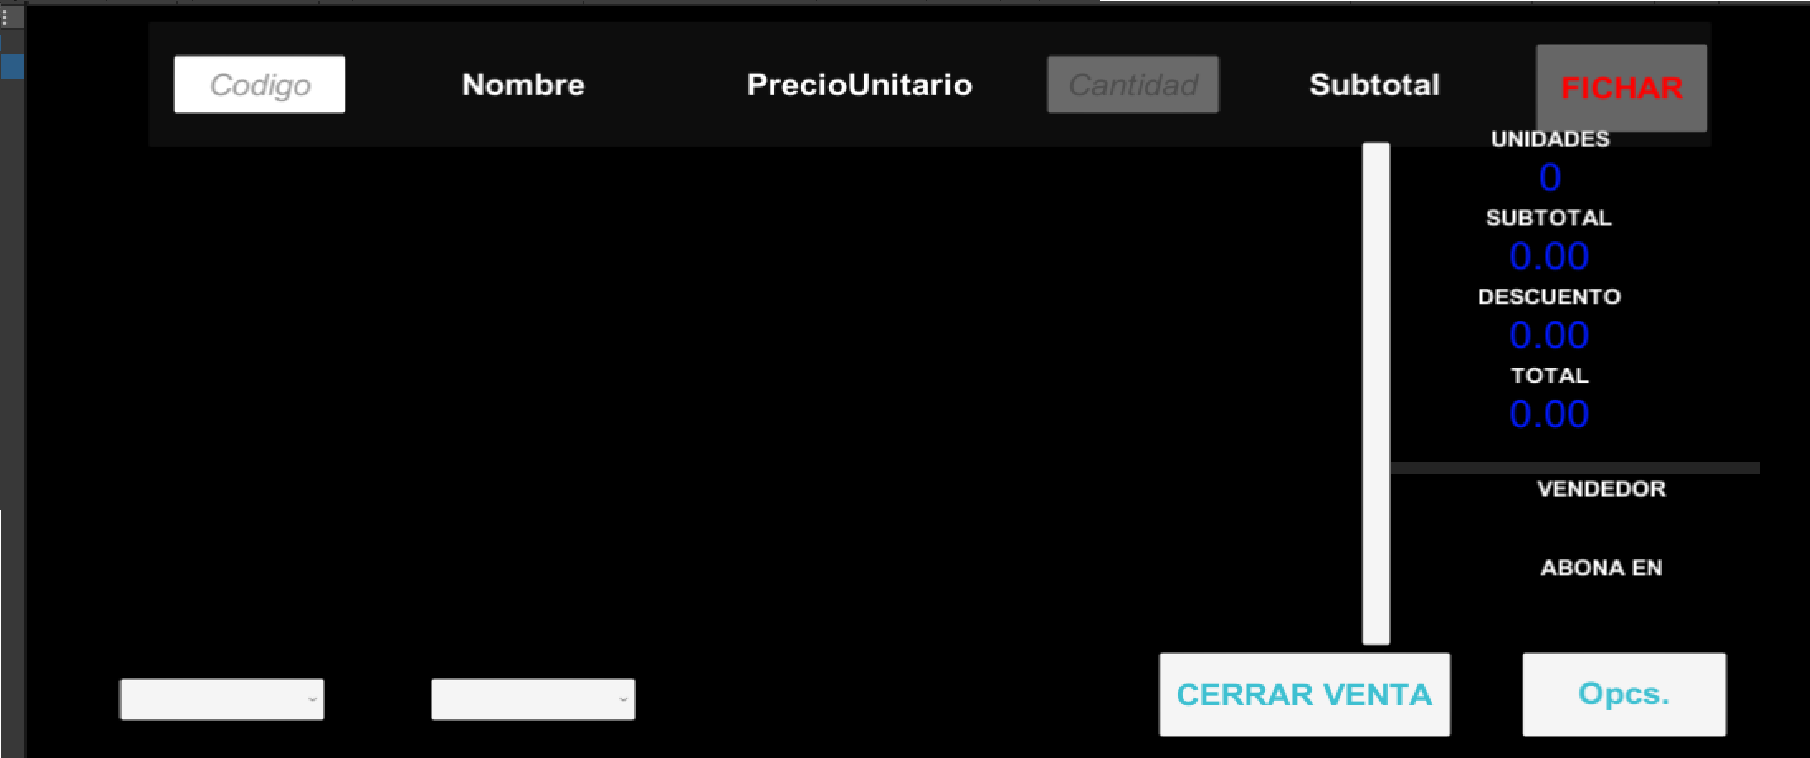 Codigo Nombre PrecioUnitario Cantidad Subtotal FICHAR
UNIDADES
0
SUBTOTAL
0.00
DESCUENTO
0.00
TOTAL
0.00
VENDEDOR
ABONA EN
CERRAR VENTA Opcs.